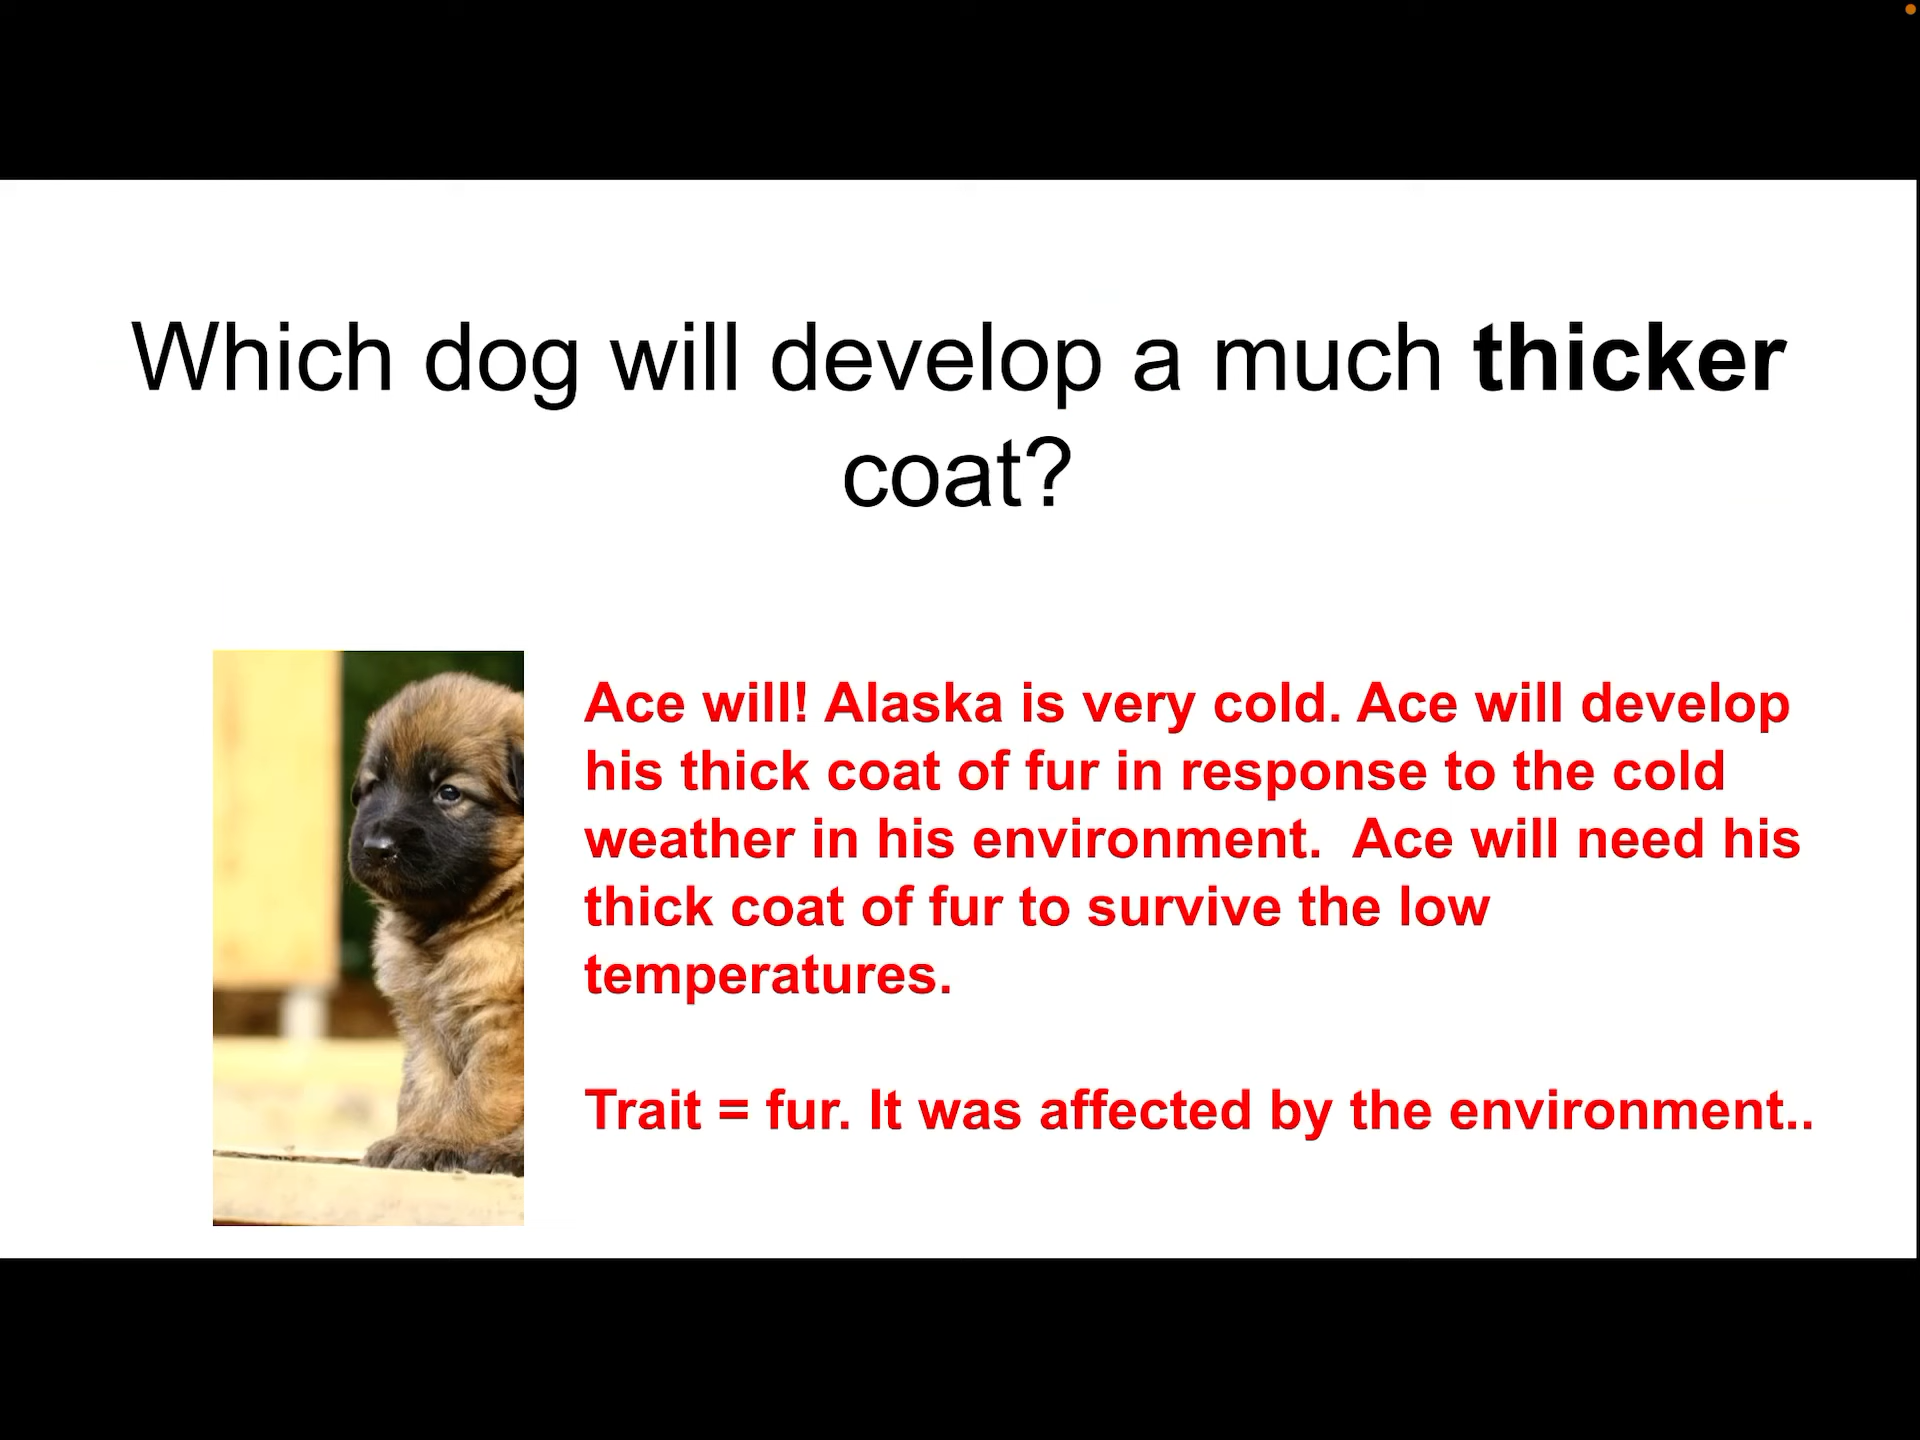 Which dog will develop a much thicker
coat?
Ace will! Alaska is very cold. Ace will develop
his thick coat of fur in response to the cold
weather in his environment.  Ace will need his
thick coat of fur to survive the low
temperatures.
Trait = fur. It was affected by the environment..